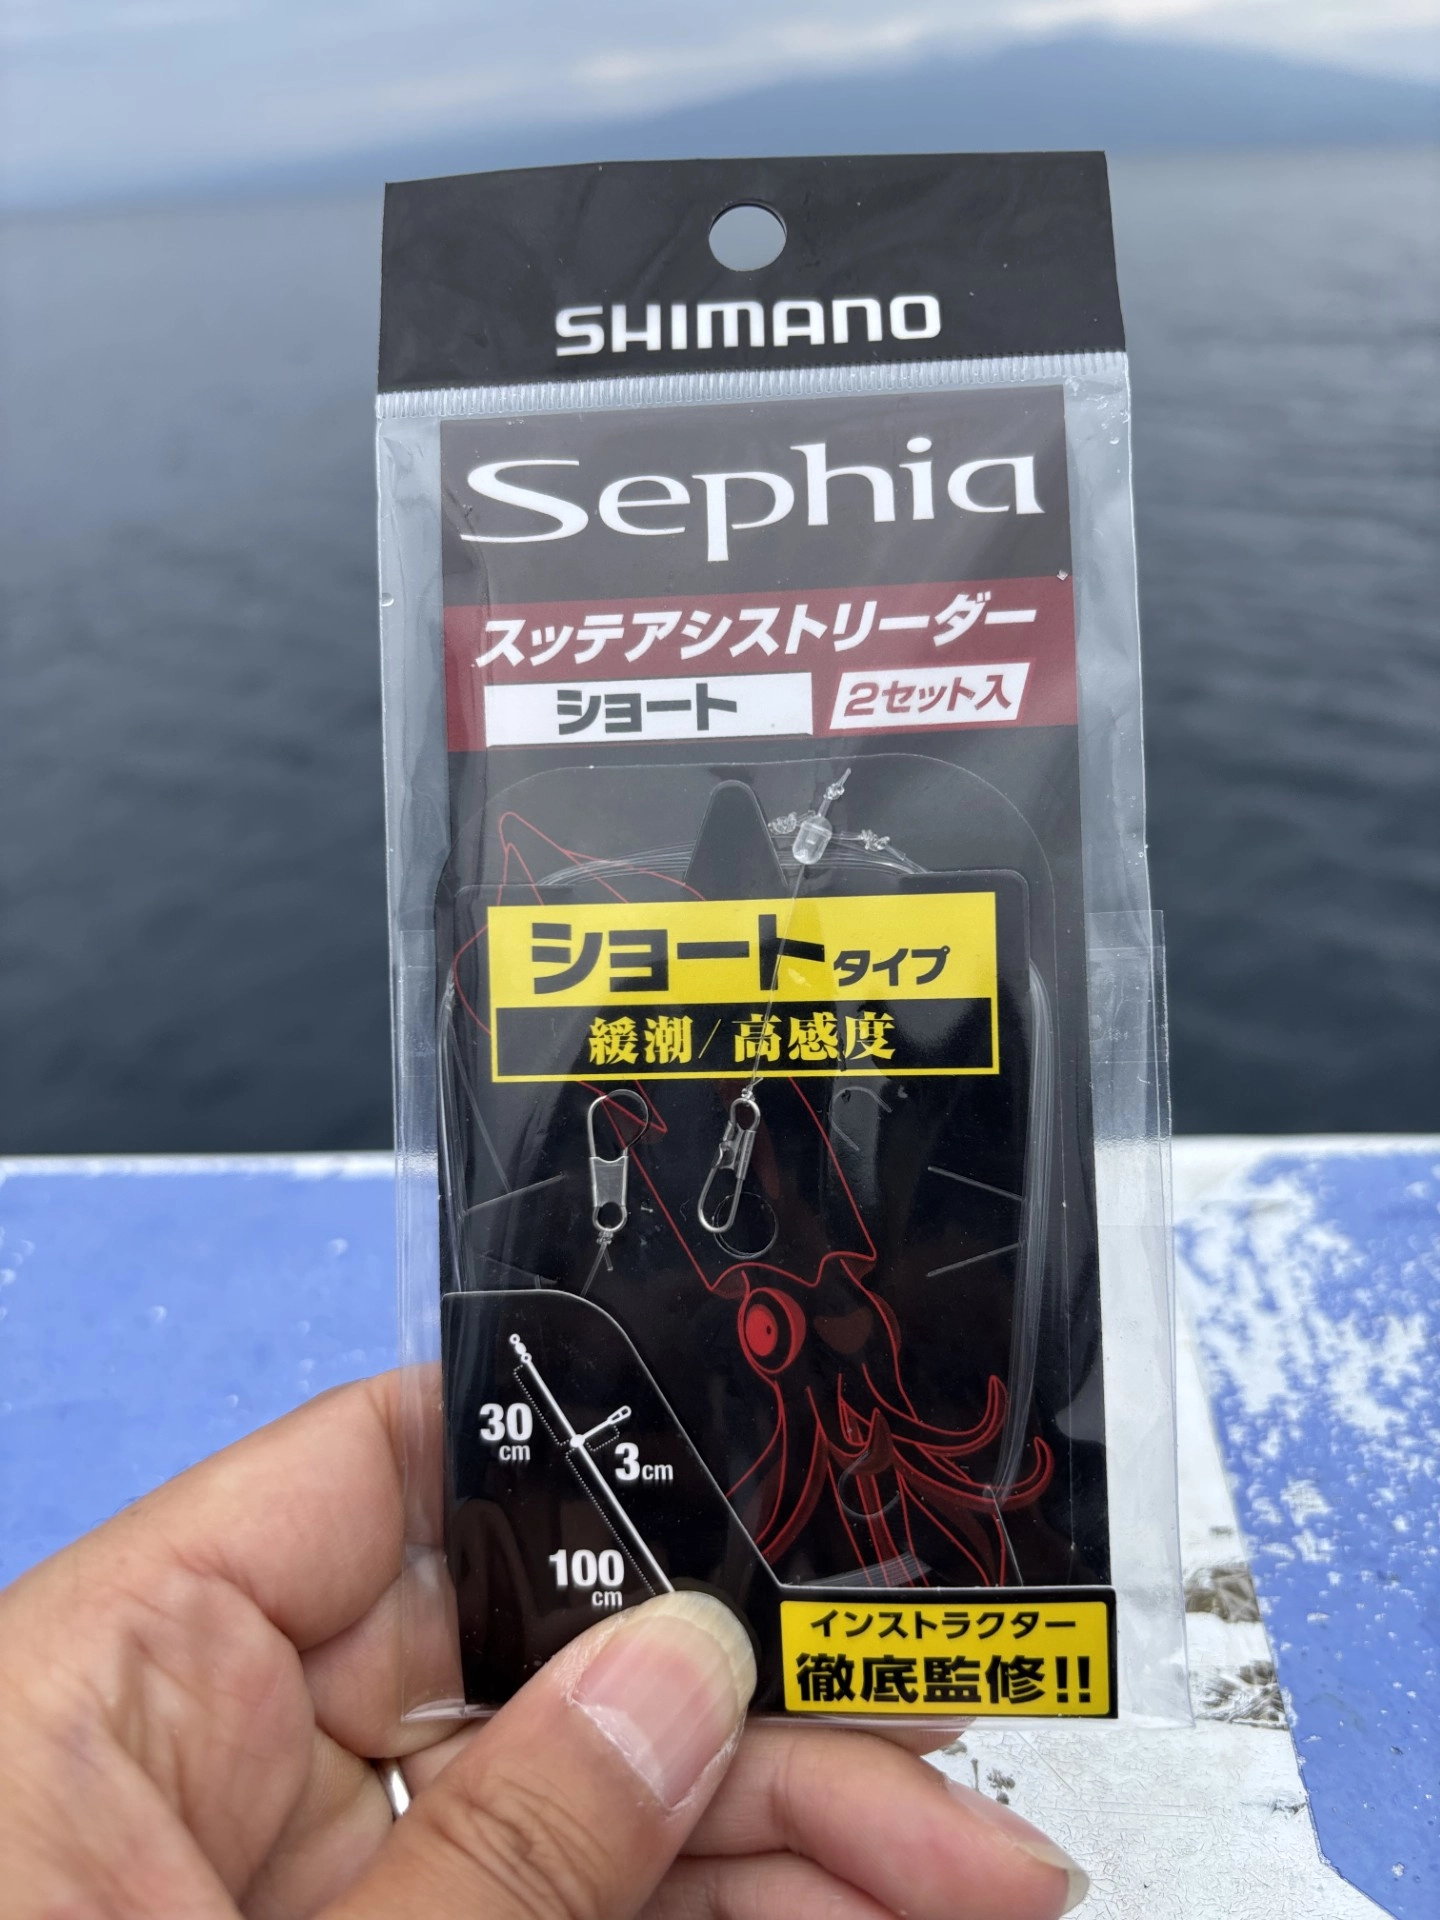 SHIMANO
Sephia
スッテアシストリーダー
ショート 2セット入
ショートタイプ
緩潮/高感度
30cm
3cm
100cm
インストラクター
徹底監修!!